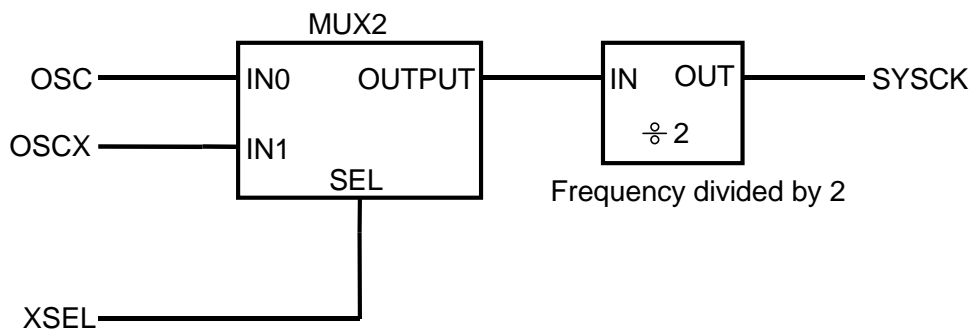 MUX2
OSC
IN0
OUTPUT
IN
OUT
SYSCK
OSCX
IN1
÷ 2
SEL
Frequency divided by 2
XSEL